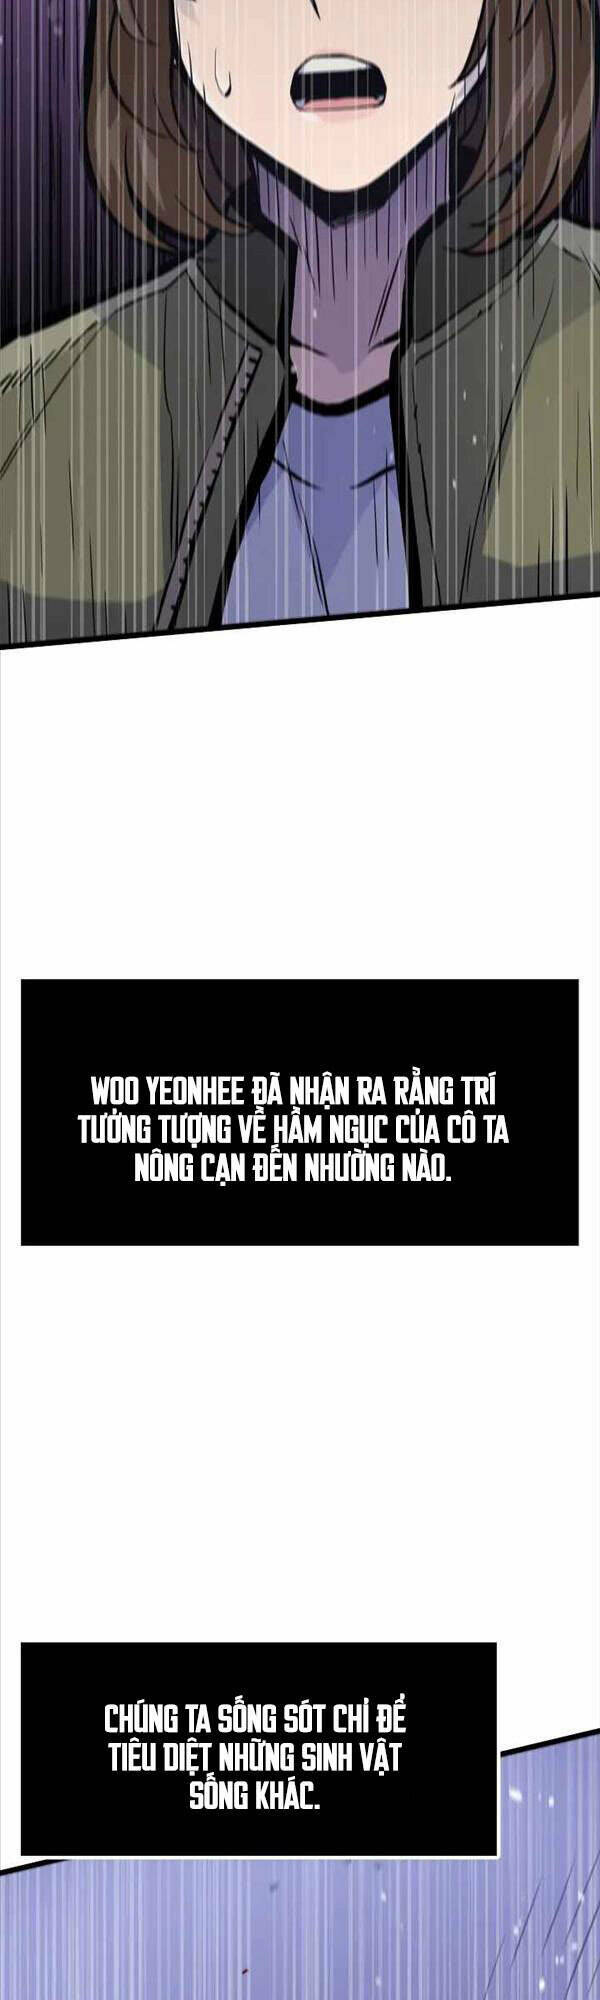 WOO YEONHEE ĐÃ NHẬN RA RẰNG TRÍ
TƯỞNG TƯỢNG VỀ HẦM NGỤC CỦA CÔ TA
NÔNG CẠN ĐẾN NHƯỜNG NÀO.
CHÚNG TA SỐNG SÓT CHỈ ĐỂ
TIÊU DIỆT NHỮNG SINH VẬT
SỐNG KHÁC.